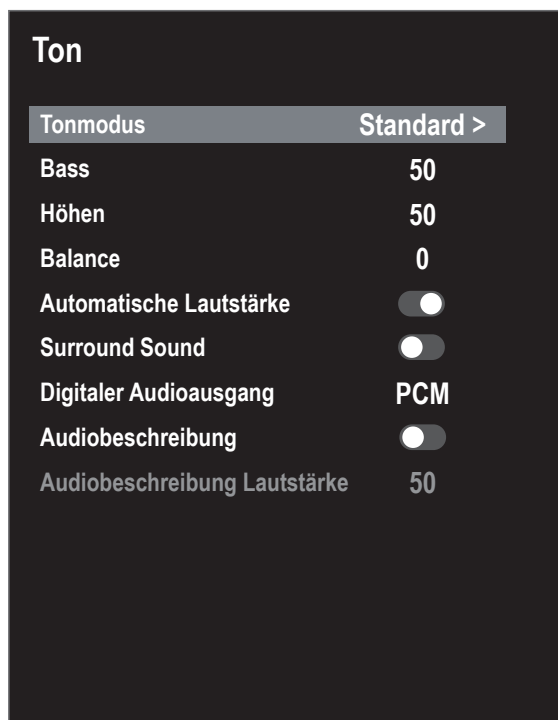 Ton
Tonmodus Standard >
Bass 50
Höhen 50
Balance 0
Automatische Lautstärke
Surround Sound
Digitaler Audioausgang PCM
Audiobeschreibung
Audiobeschreibung Lautstärke 50